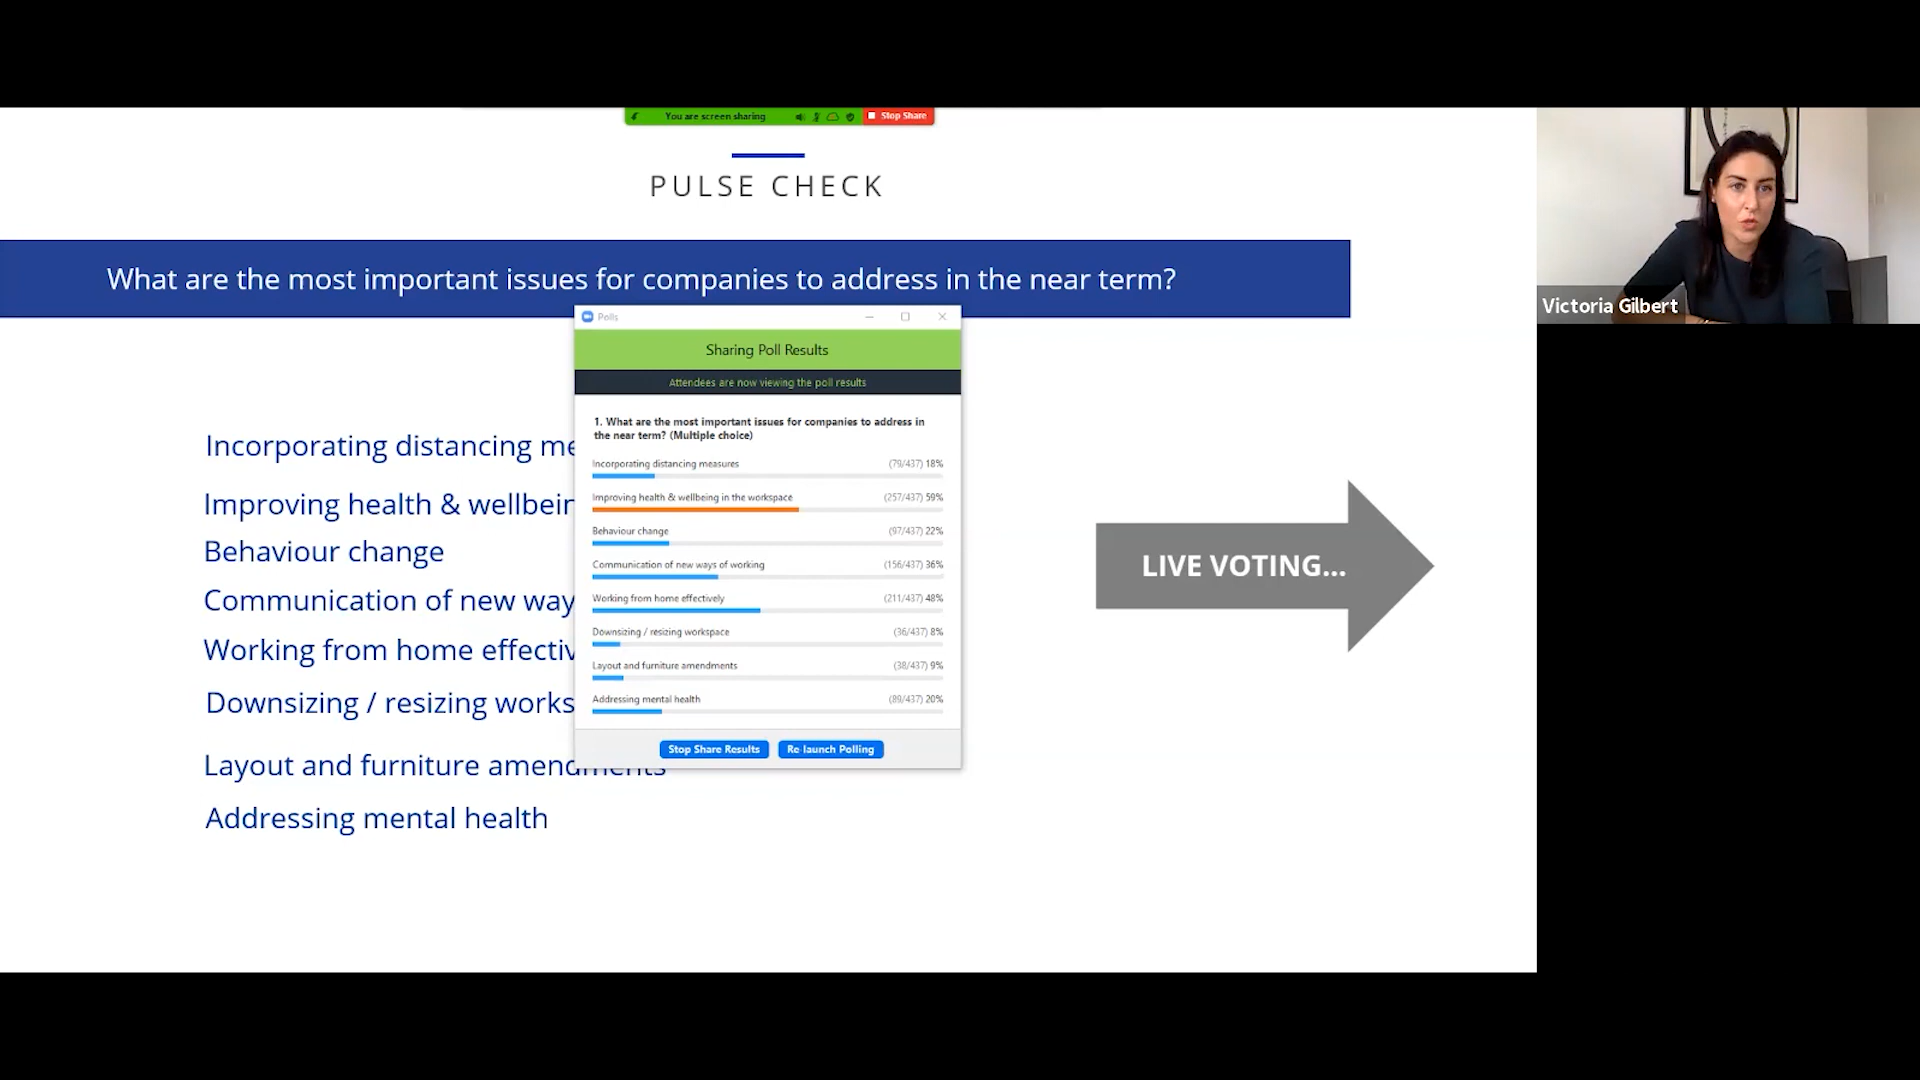 You are screen sharing
Stop Share
PULSE CHECK
What are the most important issues for companies to address in the near term?
Victoria Gilbert
Polls
Sharing Poll Results
Attendees are now viewing the poll results
1. What are the most important issues for companies to address in
the near term? (Multiple choice)
Incorporating distancing measures (79/437) 18%
Improving health & wellbeing in the workspace (257/437) 59%
Behaviour change (97/437) 22%
Communication of new ways of working (156/437) 36%
Working from home effectively (211/437) 48%
Downsizing / resizing workspace (36/437) 8%
Layout and furniture amendments (38/437) 9%
Addressing mental health (89/437) 20%
Stop Share Results
Re-launch Polling
Incorporating distancing me
Improving health & wellbein
Behaviour change
Communication of new way
Working from home effectiv
Downsizing / resizing works
Layout and furniture amendments
Addressing mental health
LIVE VOTING...